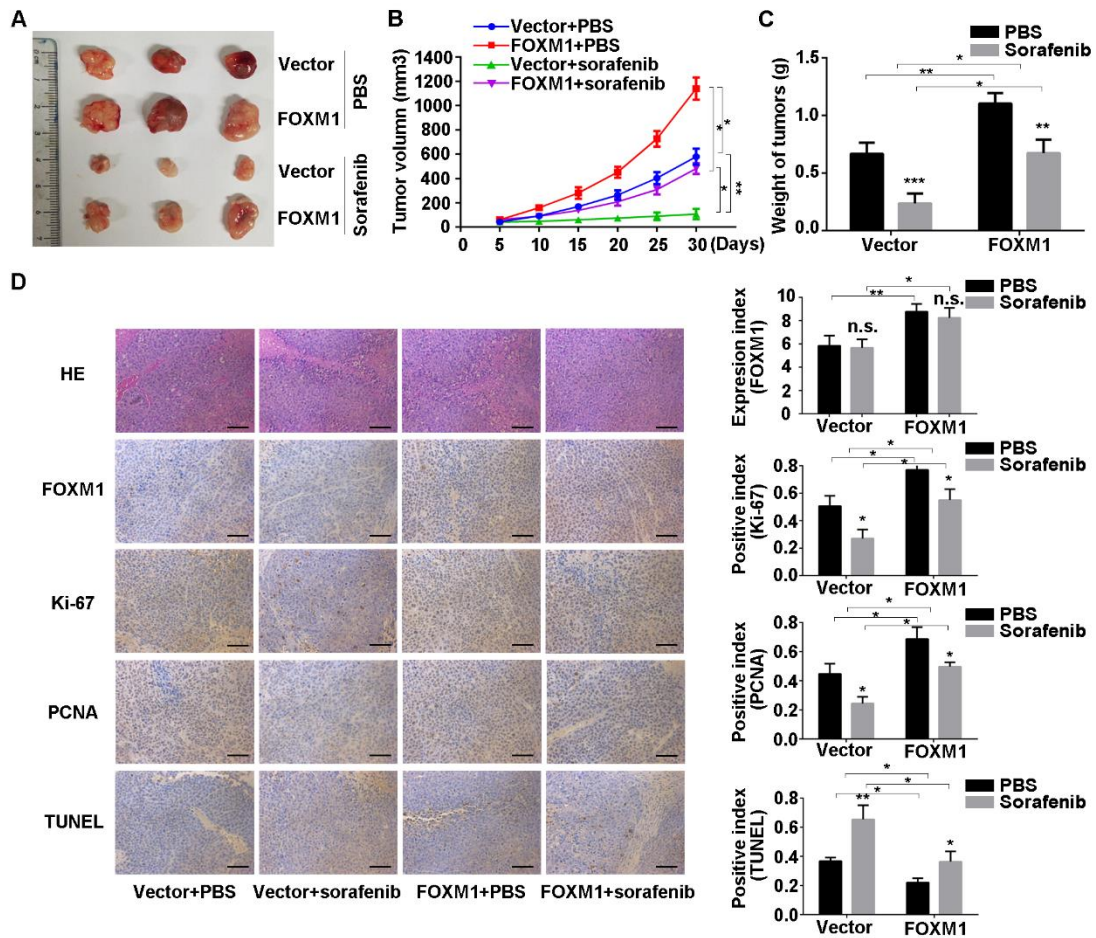 A
Vector
FOXM1
PBS
Vector
FOXM1
Sorafenib
B
Vector+PBS
FOXM1+PBS
Vector+sorafenib
FOXM1+sorafenib
Tumor volumn (mm3)
1400
1200
1000
800
600
400
200
0
0 5 10 15 20 25 30 (Days)
* *
* **
C
PBS
Sorafenib
Weight of tumors (g)
1.5
1.0
0.5
0.0
*
**
*
***
**
Vector FOXM1
D
HE
FOXM1
Ki-67
PCNA
TUNEL
Vector+PBS Vector+sorafenib FOXM1+PBS FOXM1+sorafenib
PBS
Sorafenib
Expresion index
(FOXM1)
10
8
6
4
2
0
*
**
n.s.
n.s.
Vector FOXM1
PBS
Sorafenib
Positive index
(Ki-67)
0.8
0.6
0.4
0.2
0.0
*
*
*
*
*
Vector FOXM1
PBS
Sorafenib
Positive index
(PCNA)
0.8
0.6
0.4
0.2
0.0
*
*
*
*
*
Vector FOXM1
PBS
Sorafenib
Positive index
(TUNEL)
0.8
0.6
0.4
0.2
0.0
*
*
*
**
*
Vector FOXM1